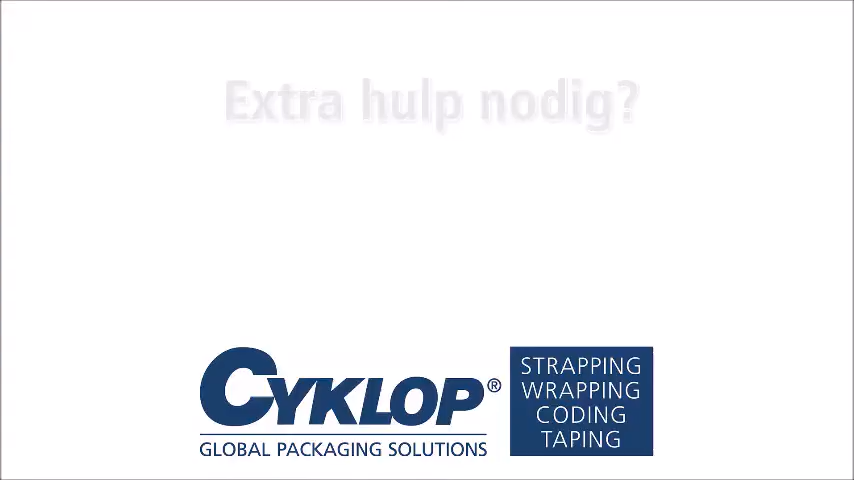 Extra hulp nodig?
CYKLOP®
GLOBAL PACKAGING SOLUTIONS
STRAPPING
WRAPPING
CODING
TAPING